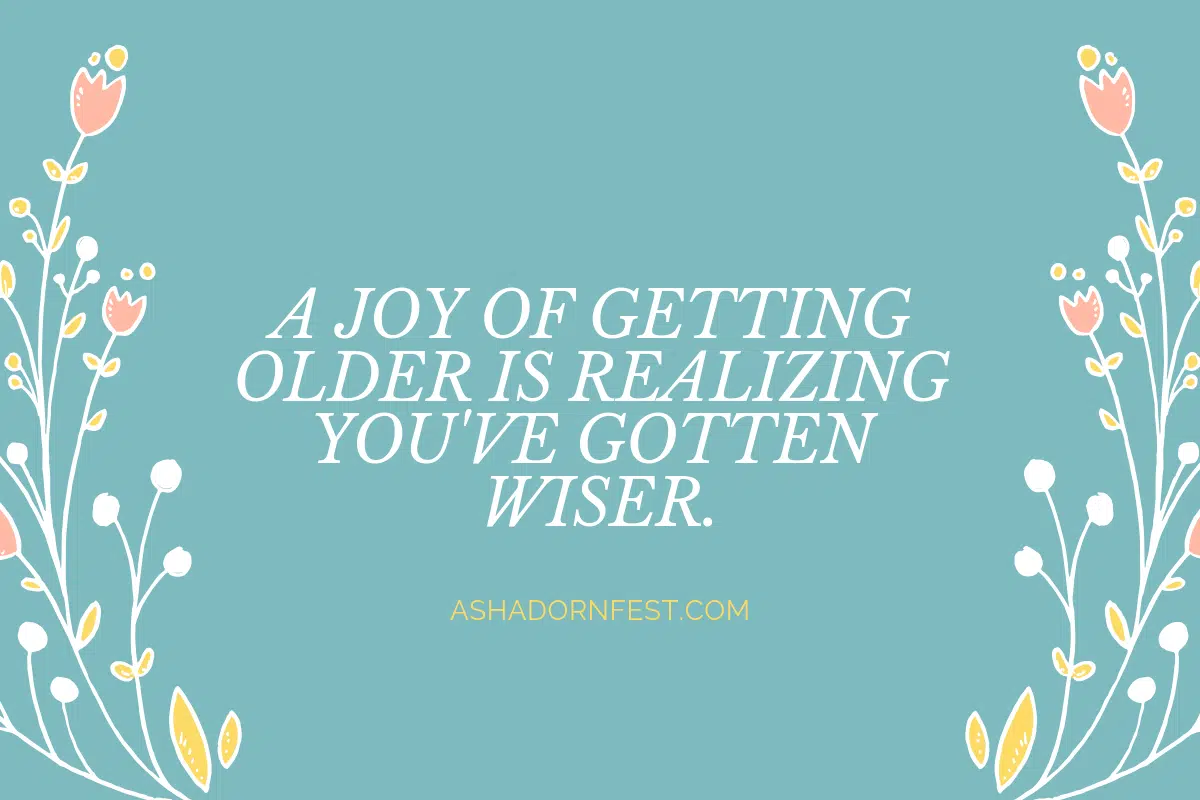 A JOY OF GETTING
OLDER IS REALIZING
YOU'VE GOTTEN
WISER.
ASHADORNFEST.COM